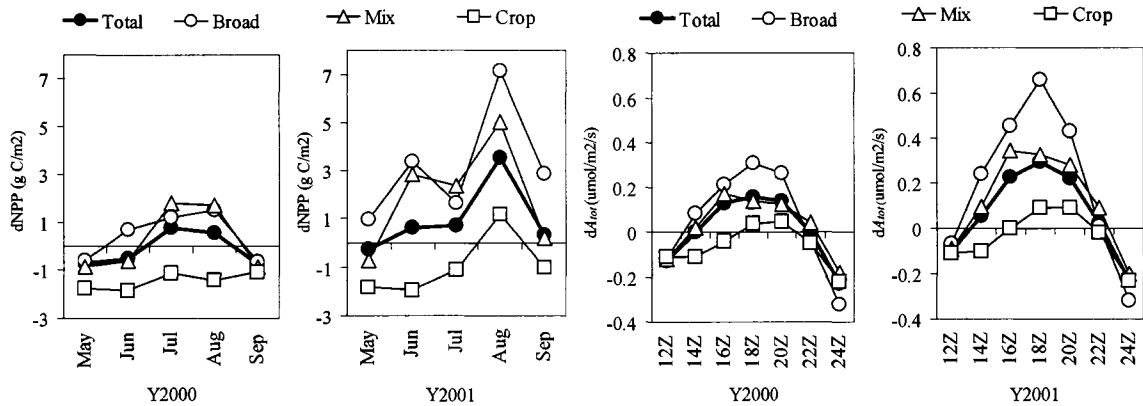 Total Broad Mix Crop Total Broad Mix Crop
dNPP (g C/m2)
7
5
3
1
-1
-3
May
Jun
Jul
Aug
Sep
Y2000
dNPP (g C/m2)
7
5
3
1
-1
-3
May
Jun
Jul
Aug
Sep
Y2001
dAtot(umol/m2/s)
0.8
0.6
0.4
0.2
0
-0.2
-0.4
12Z
14Z
16Z
18Z
20Z
22Z
24Z
Y2000
dAtot(umol/m2/s)
0.8
0.6
0.4
0.2
0
-0.2
-0.4
12Z
14Z
16Z
18Z
20Z
22Z
24Z
Y2001